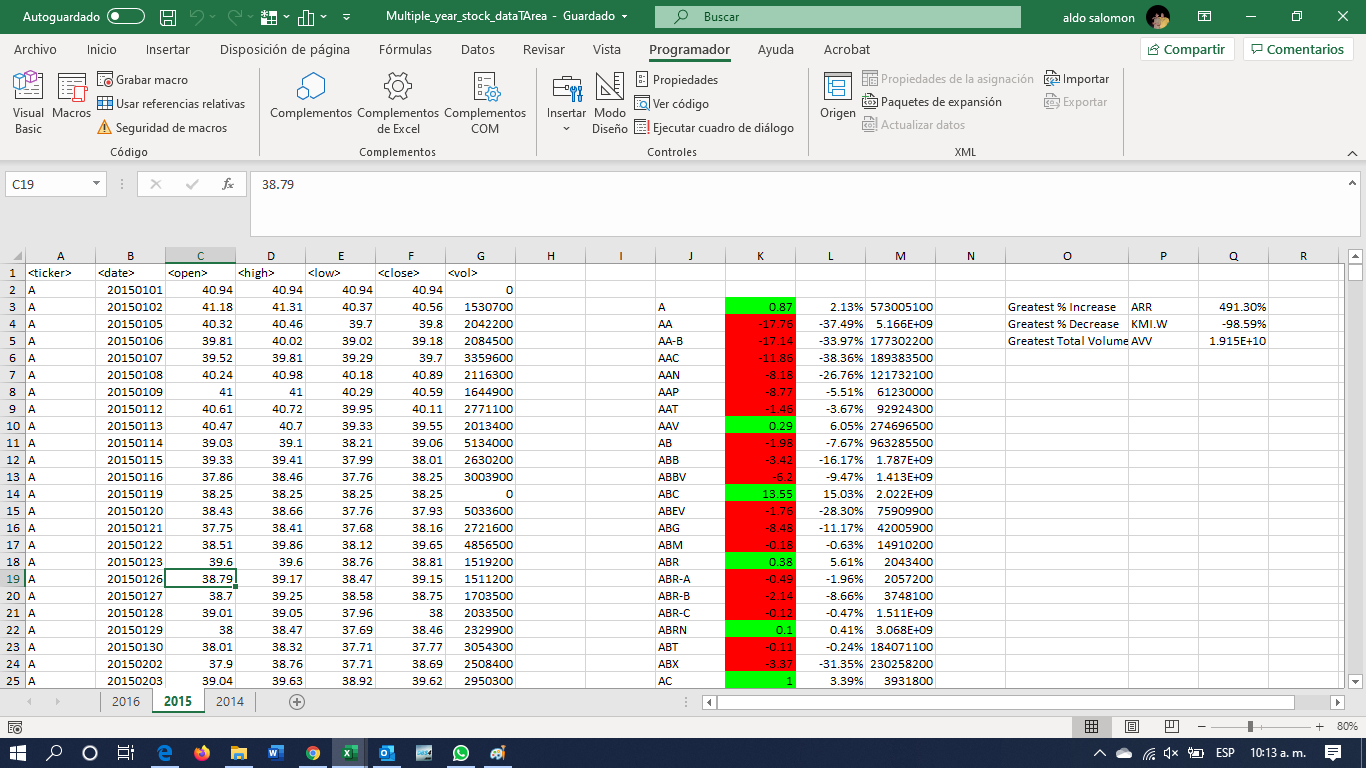 Autoguardado
Multiple_year_stock_dataTArea - Guardado
Buscar
aldo salomon
Archivo Inicio Insertar Disposición de página Fórmulas Datos Revisar Vista Programador Ayuda Acrobat
Compartir Comentarios
Visual Basic
Macros
Grabar macro
Usar referencias relativas
Seguridad de macros
Código
Complementos
Complementos de Excel
Complementos COM
Complementos
Insertar
Modo Diseño
Propiedades
Ver código
Ejecutar cuadro de diálogo
Controles
Origen
Propiedades de la asignación
Paquetes de expansión
Actualizar datos
Importar
Exportar
XML
C19 fx 38.79
A B C D E F G H I J K L M N O P Q R
1 <ticker> <date> <open> <high> <low> <close> <vol>
2 A 20150101 40.94 40.94 40.94 40.94 0
3 A 20150102 41.18 41.31 40.37 40.56 1530700 A 0.87 2.13% 573005100 Greatest % Increase ARR 491.30%
4 A 20150105 40.32 40.46 39.7 39.8 2042200 AA -17.76 -37.49% 5.166E+09 Greatest % Decrease KMI.W -98.59%
5 A 20150106 39.81 40.02 39.02 39.18 2084500 AA-B -17.14 -33.97% 177302200 Greatest Total Volume AVV 1.915E+10
6 A 20150107 39.52 39.81 39.29 39.7 3359600 AAC -11.86 -38.36% 189383500
7 A 20150108 40.24 40.98 40.18 40.89 2116300 AAN -8.18 -26.76% 121732100
8 A 20150109 41 41 40.29 40.59 1644900 AAP -8.77 -5.51% 61230000
9 A 20150112 40.61 40.72 39.95 40.11 2771100 AAT -1.46 -3.67% 92924300
10 A 20150113 40.47 40.7 39.33 39.55 2013400 AAV 0.29 6.05% 274696500
11 A 20150114 39.03 39.1 38.21 39.06 5134000 AB -1.98 -7.67% 963285500
12 A 20150115 39.33 39.41 37.99 38.01 2630200 ABB -3.42 -16.17% 1.787E+09
13 A 20150116 37.86 38.46 37.76 38.25 3003900 ABBV -6.2 -9.47% 1.413E+09
14 A 20150119 38.25 38.25 38.25 38.25 0 ABC 13.55 15.03% 2.022E+09
15 A 20150120 38.43 38.66 37.76 37.93 5033600 ABEV -1.76 -28.30% 75909900
16 A 20150121 37.75 38.41 37.68 38.16 2721600 ABG -8.48 -11.17% 42005900
17 A 20150122 38.51 39.86 38.12 39.65 4856500 ABM -0.18 -0.63% 14910200
18 A 20150123 39.6 39.6 38.76 38.81 1519200 ABR 0.38 5.61% 2043400
19 A 20150126 38.79 39.17 38.47 39.15 1511200 ABR-A -0.49 -1.96% 2057200
20 A 20150127 38.7 39.25 38.58 38.75 1703500 ABR-B -2.14 -8.66% 3748100
21 A 20150128 39.01 39.05 37.96 38 2033500 ABR-C -0.12 -0.47% 1.511E+09
22 A 20150129 38 38.47 37.69 38.46 2329900 ABRN 0.1 0.41% 3.068E+09
23 A 20150130 38.01 38.32 37.71 37.77 3054300 ABT -0.11 -0.24% 184071100
24 A 20150202 37.9 38.76 37.71 38.69 2508400 ABX -3.37 -31.35% 230258200
25 A 20150203 39.04 39.63 38.92 39.62 2950300 AC 1 3.39% 3931800
2016 2015 2014
80%
ESP 10:13 a. m.